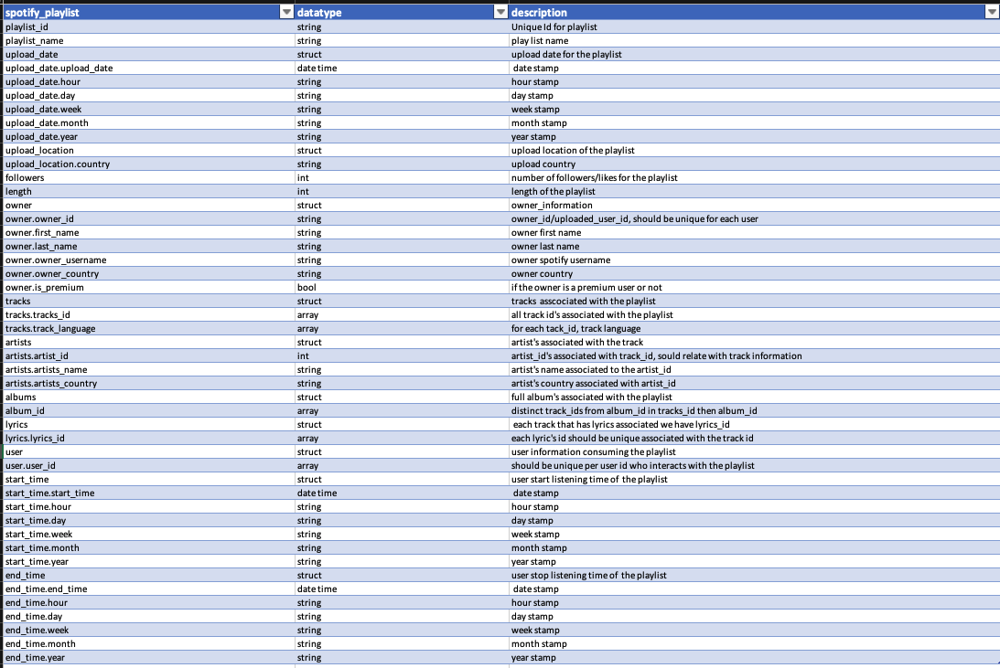 spotify_playlist datatype description
playlist_id string Unique Id for playlist
playlist_name string play list name
upload_date struct upload date for the playlist
upload_date.upload_date date time date stamp
upload_date.hour string hour stamp
upload_date.day string day stamp
upload_date.week string week stamp
upload_date.month string month stamp
upload_date.year string year stamp
upload_location struct upload location of the playlist
upload_location.country string upload country
followers int number of followers/likes for the playlist
length int length of the playlist
owner struct owner_information
owner.owner_id string owner_id/uploaded_user_id, should be unique for each user
owner.first_name string owner first name
owner.last_name string owner last name
owner.owner_username string owner spotify username
owner.owner_country string owner country
owner.is_premium bool if the owner is a premium user or not
tracks struct tracks asscociated with the playlist
tracks.tracks_id array all track id's associated with the playlist
tracks.track_language array for each tack_id, track language
artists struct artist's associated with the track
artists.artist_id int artist_id's associated with track_id, sould relate with track information
artists.artists_name string artist's name associated to the artist_id
artists.artists_country string artist's country associated with artist_id
albums struct full album's associated with the playlist
album_id array distinct track_ids from album_id in tracks_id then album_id
lyrics struct each track that has lyrics associated we have lyrics_id
lyrics.lyrics_id array each lyric's id should be unique associated with the track id
user struct user information consuming the playlist
user.user_id array should be unique per user id who interacts with the playlist
start_time struct user start listening time of the playlist
start_time.start_time date time date stamp
start_time.hour string hour stamp
start_time.day string day stamp
start_time.week string week stamp
start_time.month string month stamp
start_time.year string year stamp
end_time struct user stop listening time of the playlist
end_time.end_time date time date stamp
end_time.hour string hour stamp
end_time.day string day stamp
end_time.week string week stamp
end_time.month string month stamp
end_time.year string year stamp